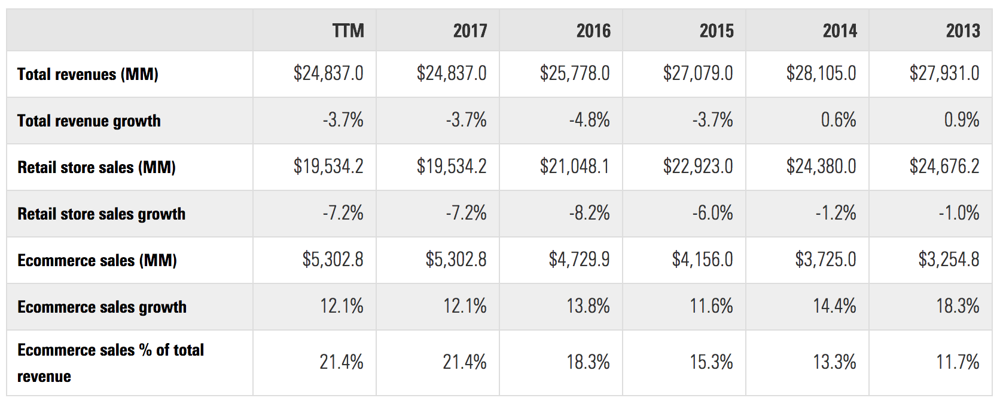 TTM 2017 2016 2015 2014 2013
Total revenues (MM) $24,837.0 $24,837.0 $25,778.0 $27,079.0 $28,105.0 $27,931.0
Total revenue growth -3.7% -3.7% -4.8% -3.7% 0.6% 0.9%
Retail store sales (MM) $19,534.2 $19,534.2 $21,048.1 $22,923.0 $24,380.0 $24,676.2
Retail store sales growth -7.2% -7.2% -8.2% -6.0% -1.2% -1.0%
Ecommerce sales (MM) $5,302.8 $5,302.8 $4,729.9 $4,156.0 $3,725.0 $3,254.8
Ecommerce sales growth 12.1% 12.1% 13.8% 11.6% 14.4% 18.3%
Ecommerce sales % of total
revenue 21.4% 21.4% 18.3% 15.3% 13.3% 11.7%